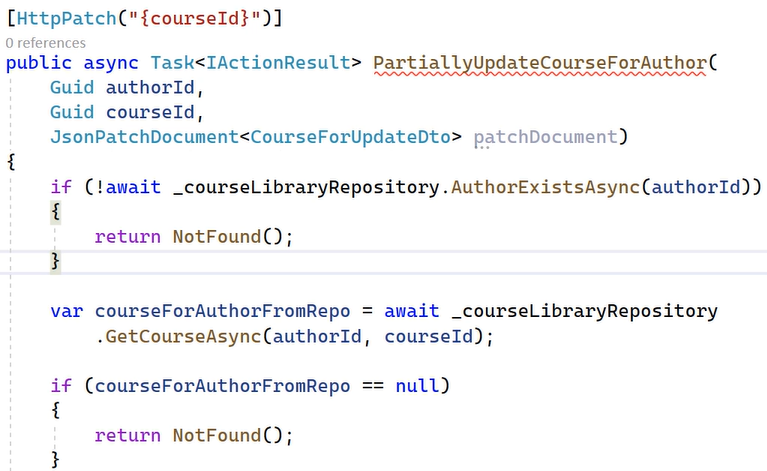 [HttpPatch("{courseId}")]
0 references
public async Task<IActionResult> PartiallyUpdateCourseForAuthor(
    Guid authorId,
    Guid courseId,
    JsonPatchDocument<CourseForUpdateDto> patchDocument)
{
    if (!await _courseLibraryRepository.AuthorExistsAsync(authorId))
    {
        return NotFound();
    }
    var courseForAuthorFromRepo = await _courseLibraryRepository
        .GetCourseAsync(authorId, courseId);
    if (courseForAuthorFromRepo == null)
    {
        return NotFound();
    }